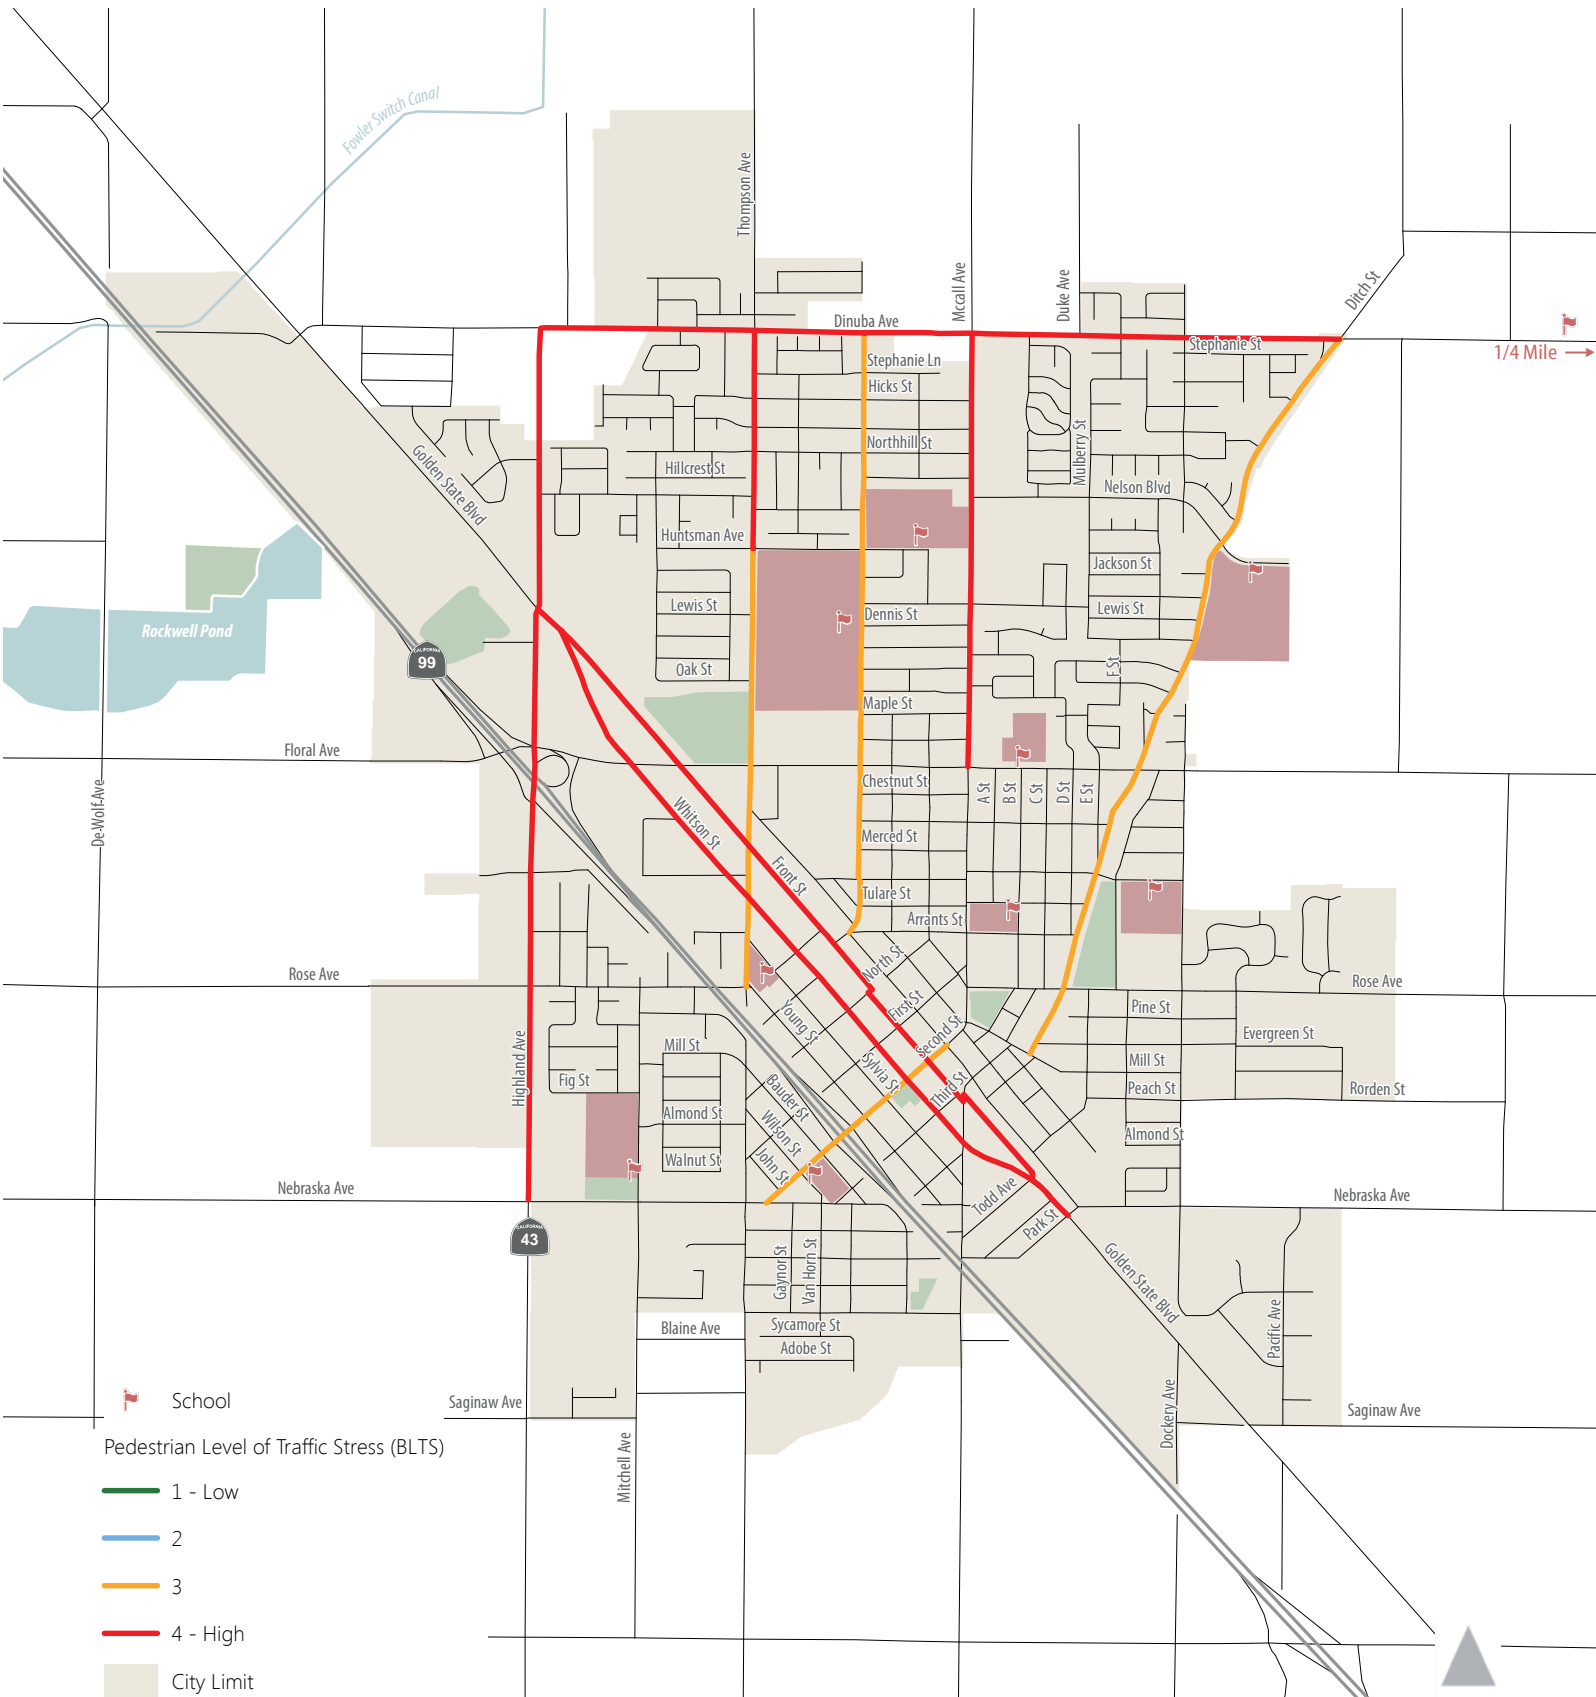 Fowler Switch Canal
Thompson Ave
Mccall Ave
Duke Ave
Ditch St
Dinuba Ave
Stephanie St
1/4 Mile
Stephanie Ln
Hicks St
Northhill St
Mulberry St
Golden State Blvd
Hillcrest St
Nelson Blvd
Huntsman Ave
Jackson St
Lewis St
Dennis St
Lewis St
Rockwell Pond
CALIFORNIA
99
Oak St
F St
Maple St
Floral Ave
De-Wolf-Ave
Chestnut St
A St
B St
C St
D St
E St
Whitson St
Merced St
Front St
Tulare St
Arrants St
North St
Rose Ave
Rose Ave
First St
Young St
Pine St
Second St
Evergreen St
Highland Ave
Mill St
Sylvia St
Mill St
Fig St
Bauder St
Third St
Peach St
Rorden St
Almond St
Wilson St
Almond St
Walnut St
John St
Nebraska Ave
Todd Ave
Nebraska Ave
Park St
CALIFORNIA
43
Gaynor St
Van Horn St
Golden State Blvd
Pacific Ave
Blaine Ave
Sycamore St
Adobe St
Saginaw Ave
Dockery Ave
Saginaw Ave
Mitchell Ave
School
Pedestrian Level of Traffic Stress (BLTS)
1 - Low
2
3
4 - High
City Limit